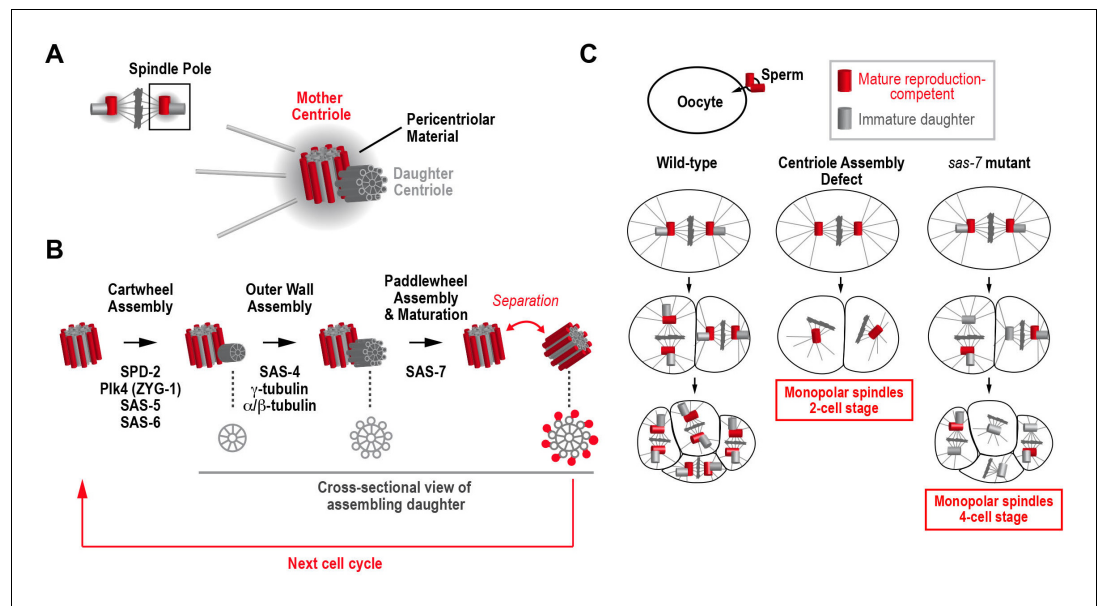 A
Spindle Pole
Mother
Centriole
Pericentriolar
Material
Daughter
Centriole
B
Cartwheel
Assembly
Outer Wall
Assembly
Paddlewheel
Assembly
& Maturation
Separation
SPD-2
Plk4 (ZYG-1)
SAS-5
SAS-6
SAS-4
γ-tubulin
α/β-tubulin
SAS-7
Cross-sectional view of
assembling daughter
Next cell cycle
C
Oocyte
Sperm
Mature reproduction-
competent
Immature daughter
Wild-type
Centriole Assembly
Defect
sas-7 mutant
Monopolar spindles
2-cell stage
Monopolar spindles
4-cell stage